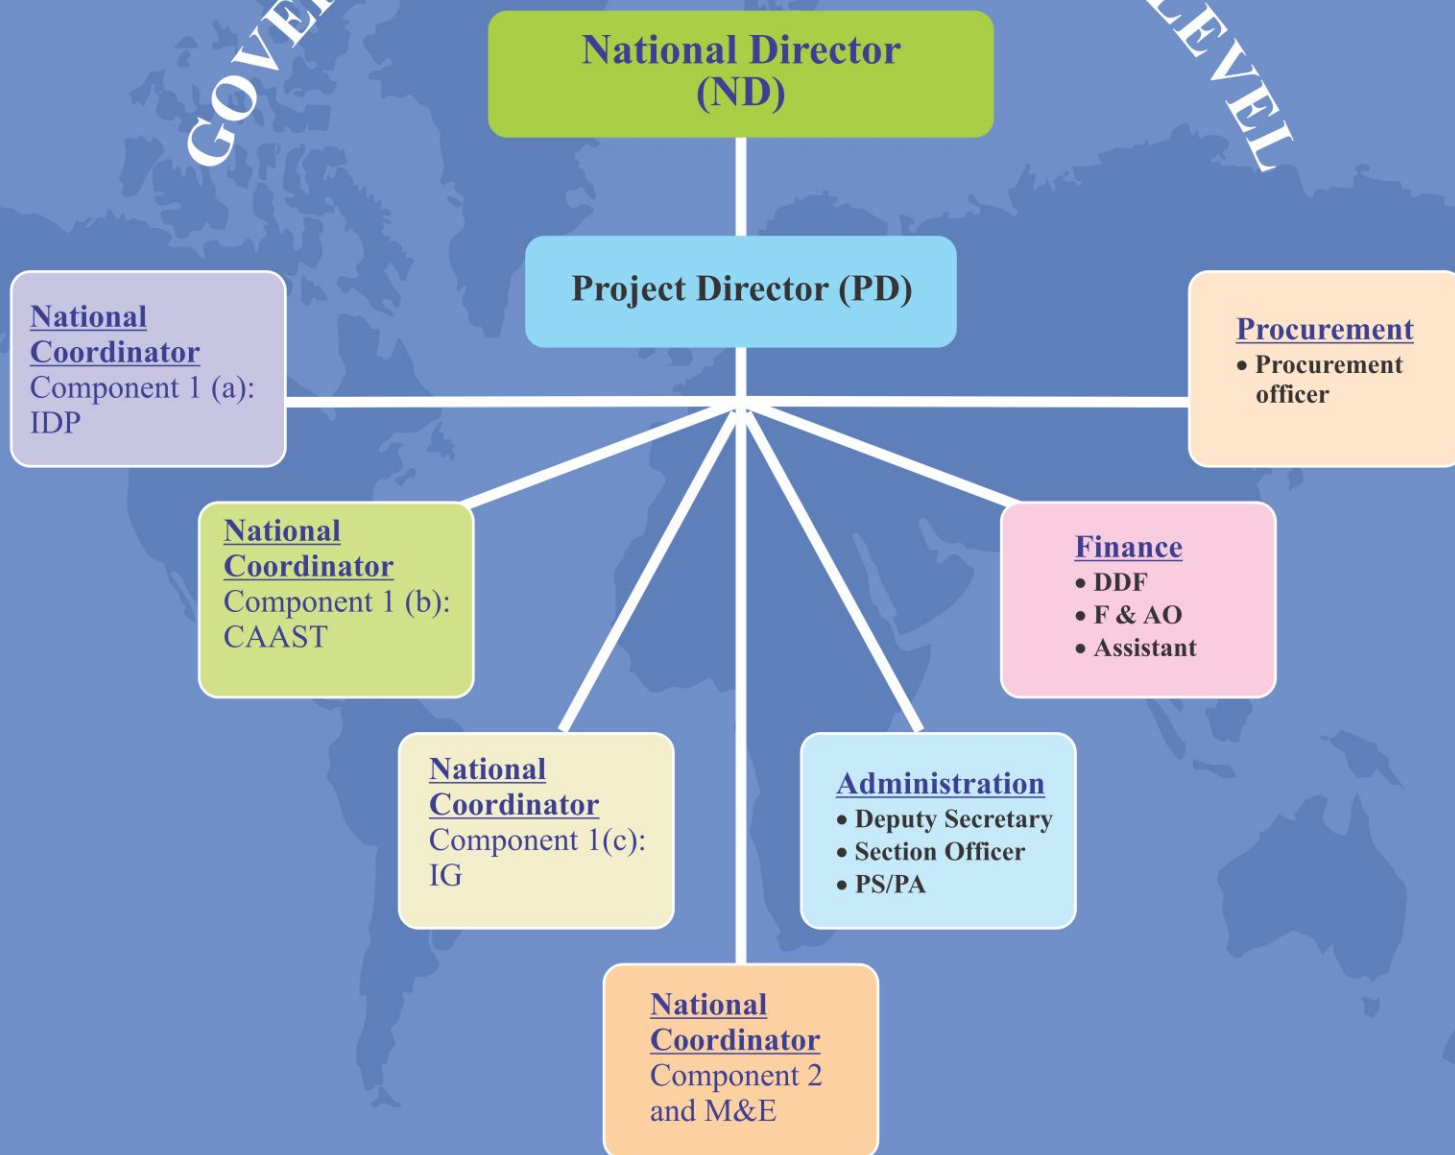 National Director
(ND)
LEVEL
Project Director (PD)
National
Coordinator
Component 1 (a):
IDP
Procurement
• Procurement
officer
National
Coordinator
Component 1 (b):
CAAST
Finance
• DDF
• F & AO
• Assistant
National
Coordinator
Component 1(c):
IG
Administration
• Deputy Secretary
• Section Officer
• PS/PA
National
Coordinator
Component 2
and M&E